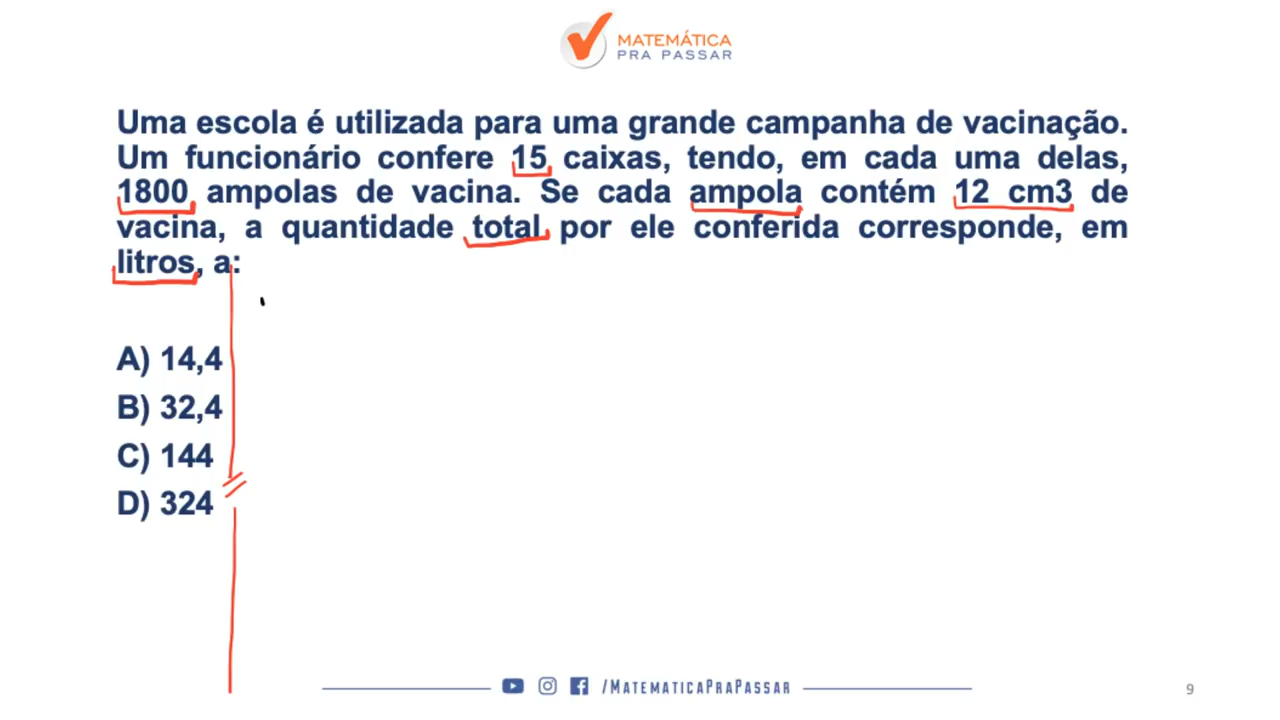 MATEMÁTICA
PRA PASSAR
Uma escola é utilizada para uma grande campanha de vacinação.
Um funcionário confere 15 caixas, tendo, em cada uma delas,
1800 ampolas de vacina. Se cada ampola contém 12 cm3 de
vacina, a quantidade total por ele conferida corresponde, em
litros, a:
A) 14,4
B) 32,4
C) 144
D) 324
/MATEMATICAPRAPASSAR
9